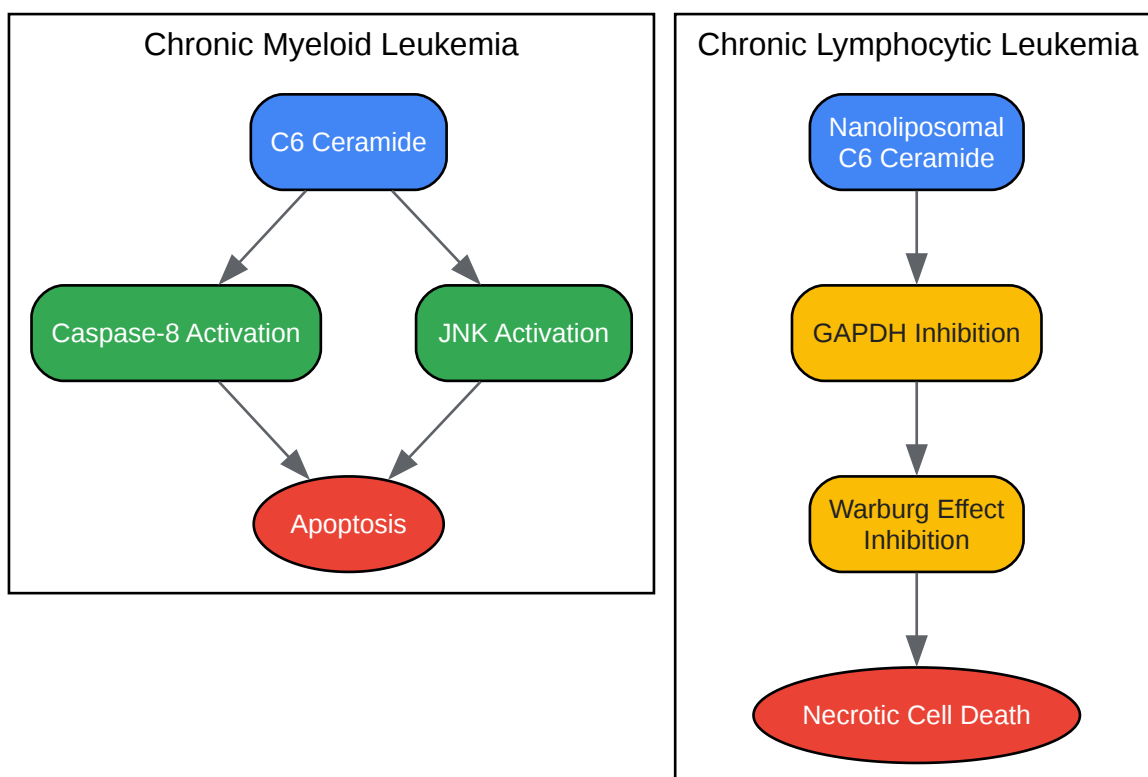 Chronic Myeloid Leukemia
C6 Ceramide
Caspase-8 Activation
JNK Activation
Apoptosis
Chronic Lymphocytic Leukemia
Nanoliposomal
C6 Ceramide
GAPDH Inhibition
Warburg Effect
Inhibition
Necrotic Cell Death